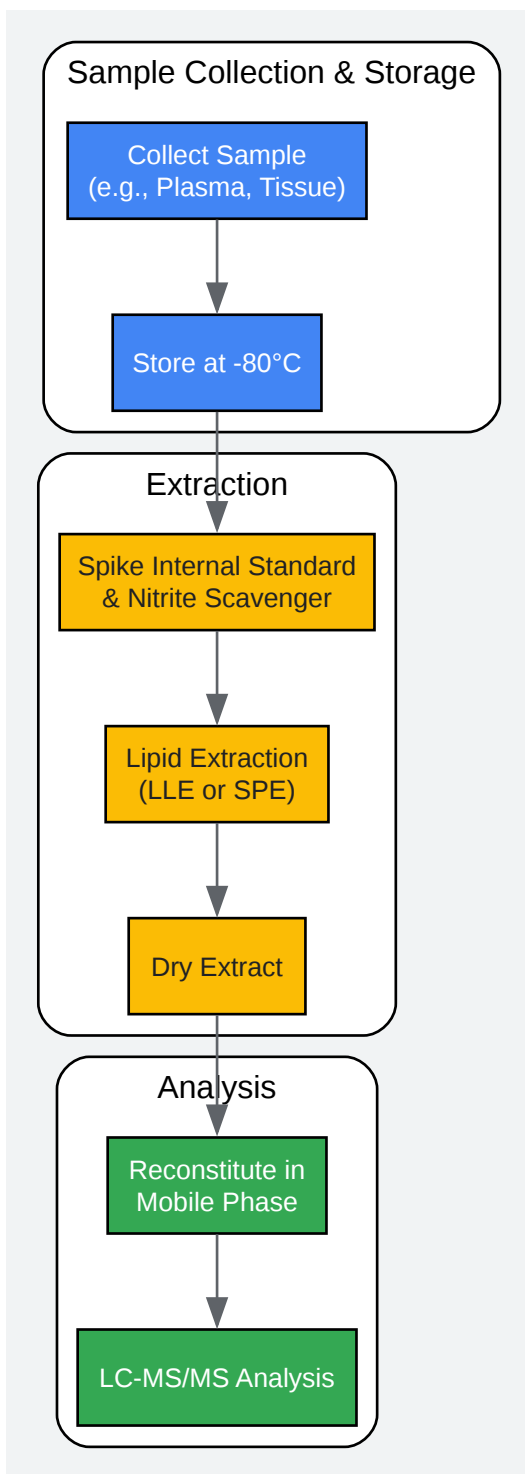 Sample Collection & Storage
Collect Sample
(e.g., Plasma, Tissue)
Store at -80°C
Extraction
Spike Internal Standard
& Nitrite Scavenger
Lipid Extraction
(LLE or SPE)
Dry Extract
Analysis
Reconstitute in
Mobile Phase
LC-MS/MS Analysis